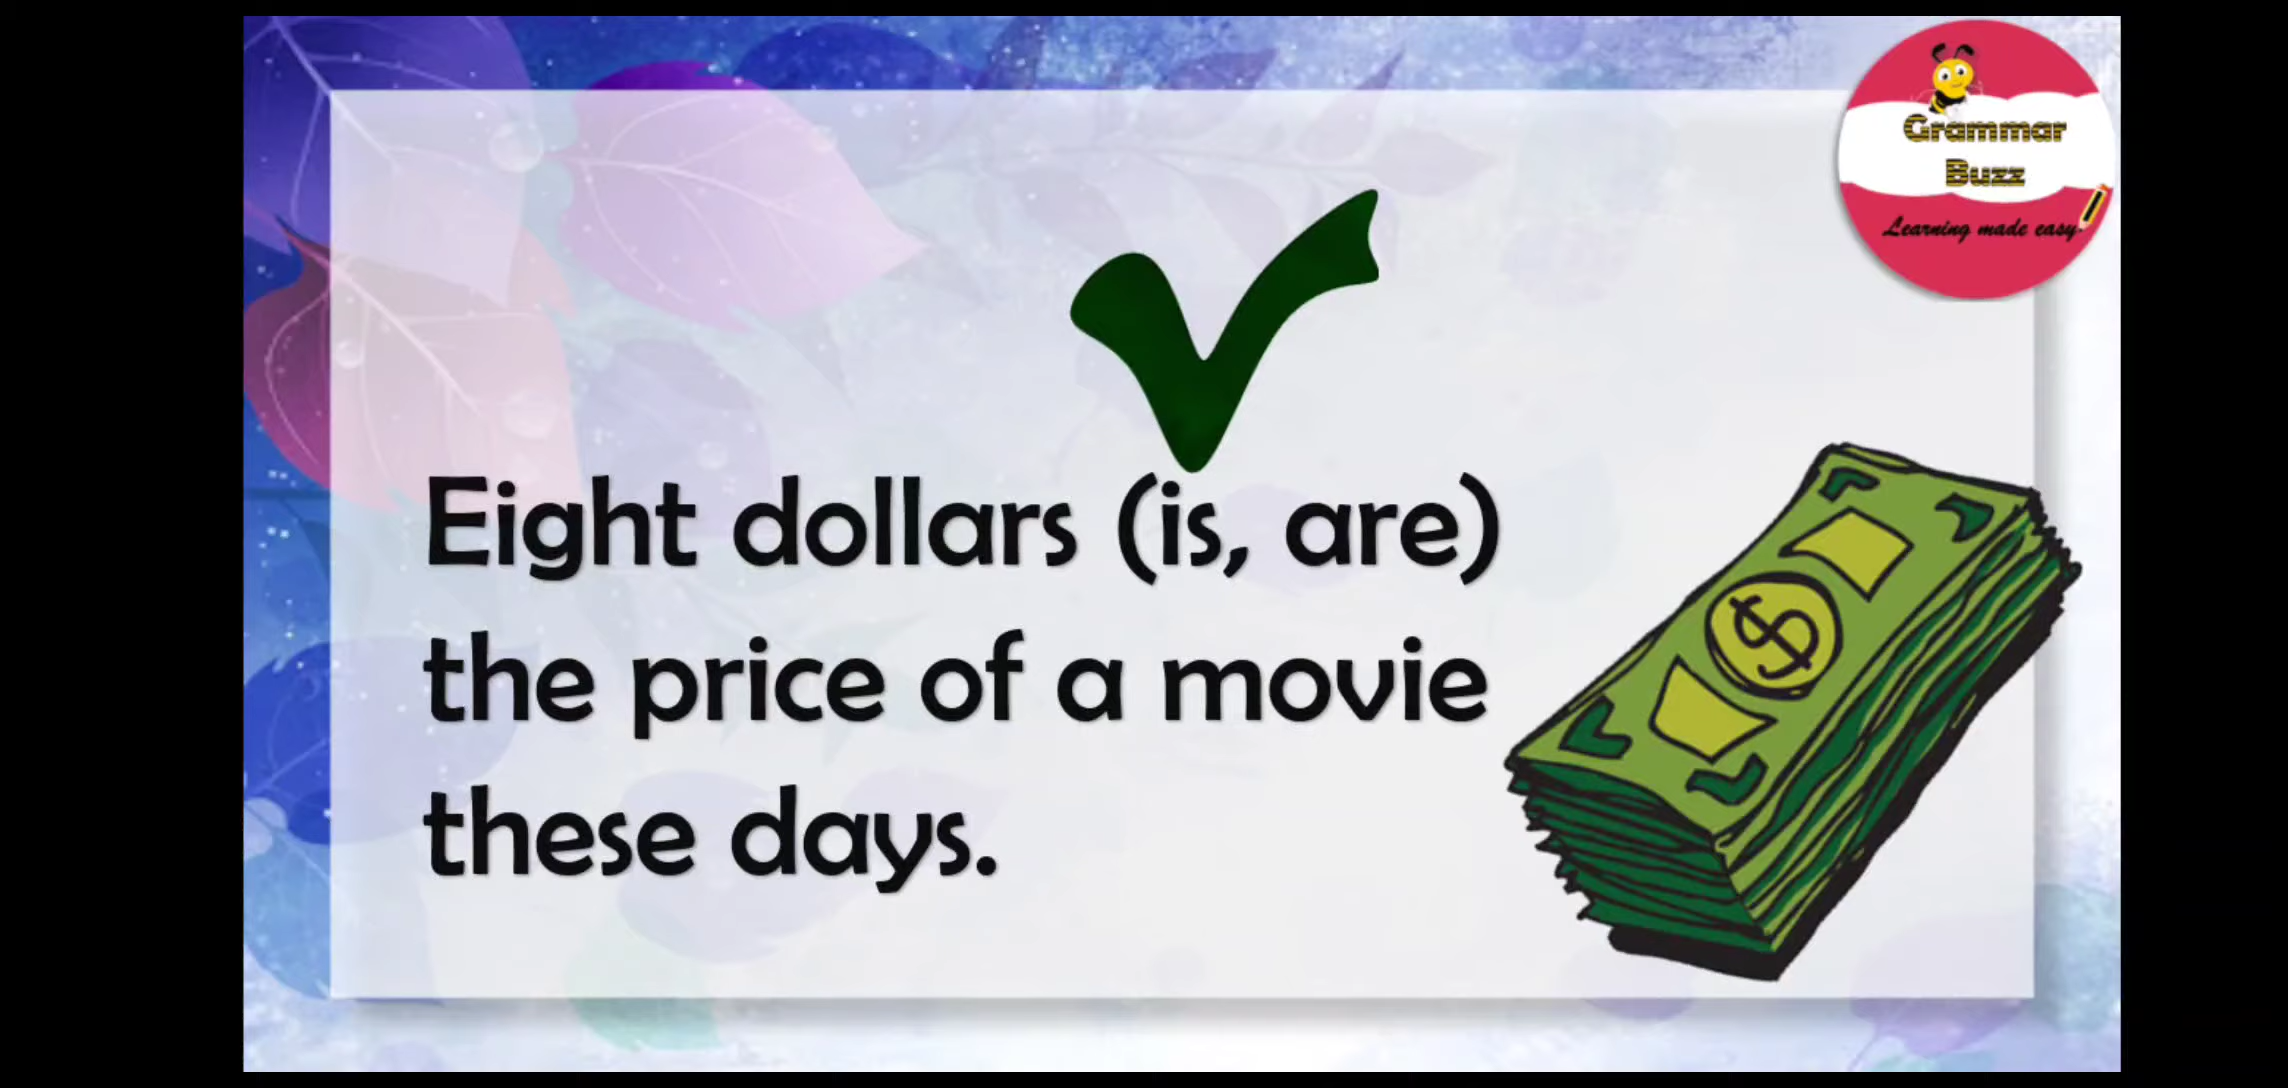 Grammar
Buzz
Learning made easy
Eight dollars (is, are)
the price of a movie
these days.
$